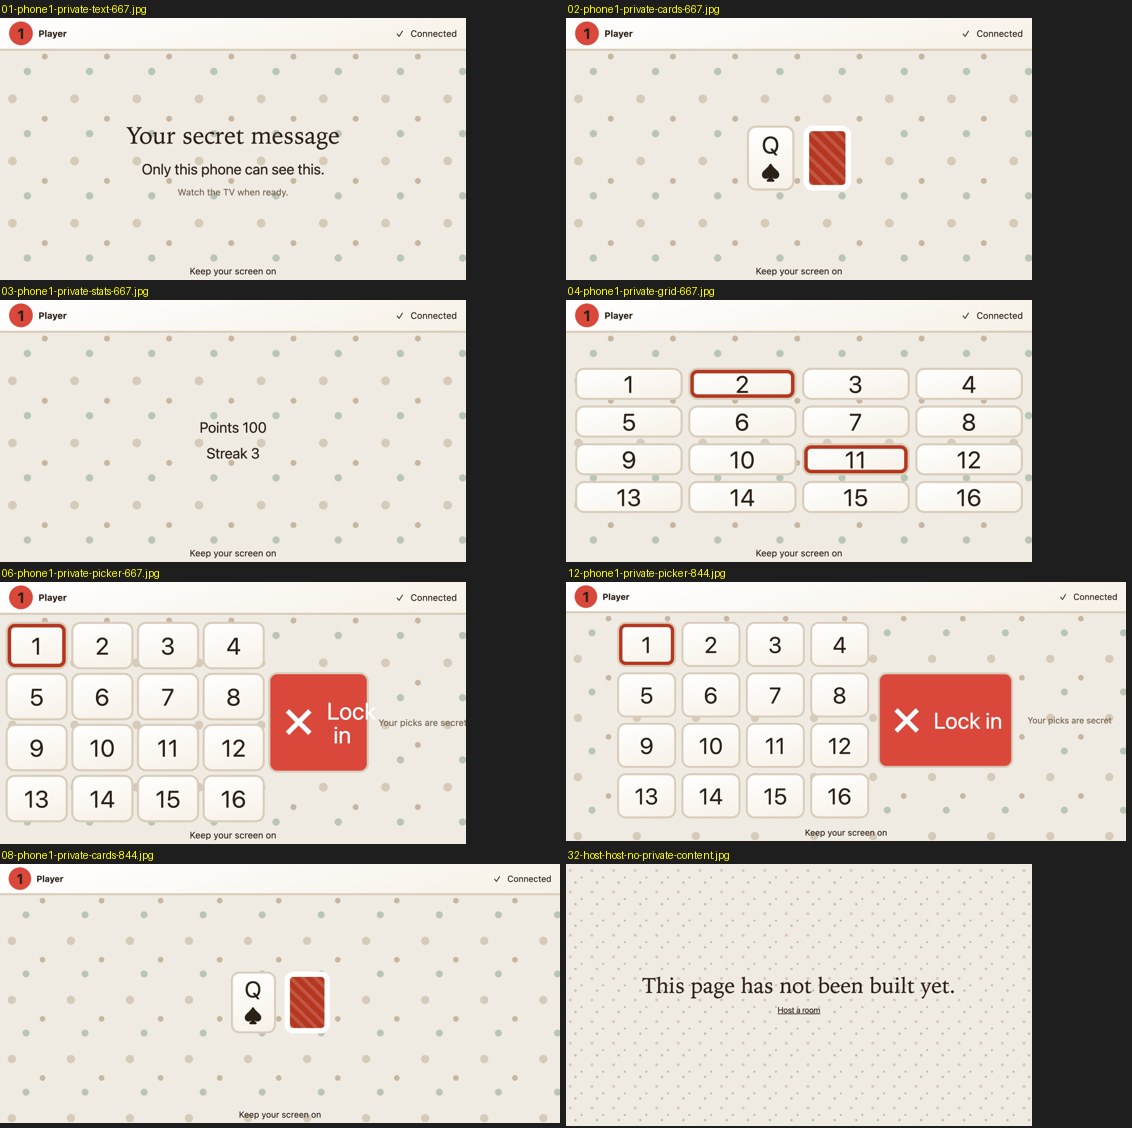 01-phone1-private-text-667.jpg
1 Player ✓ Connected
Your secret message
Only this phone can see this.
Watch the TV when ready.
Keep your screen on
02-phone1-private-cards-667.jpg
1 Player ✓ Connected
Q
Keep your screen on
03-phone1-private-stats-667.jpg
1 Player ✓ Connected
Points 100
Streak 3
Keep your screen on
04-phone1-private-grid-667.jpg
1 Player ✓ Connected
1 2 3 4
5 6 7 8
9 10 11 12
13 14 15 16
Keep your screen on
06-phone1-private-picker-667.jpg
1 Player ✓ Connected
1 2 3 4
5 6 7 8
9 10 11 12
13 14 15 16
Lock
in
Your picks are secret
Keep your screen on
12-phone1-private-picker-844.jpg
1 Player ✓ Connected
1 2 3 4
5 6 7 8
9 10 11 12
13 14 15 16
Lock in
Your picks are secret
Keep your screen on
08-phone1-private-cards-844.jpg
1 Player ✓ Connected
Q
Keep your screen on
32-host-host-no-private-content.jpg
This page has not been built yet.
Host a room